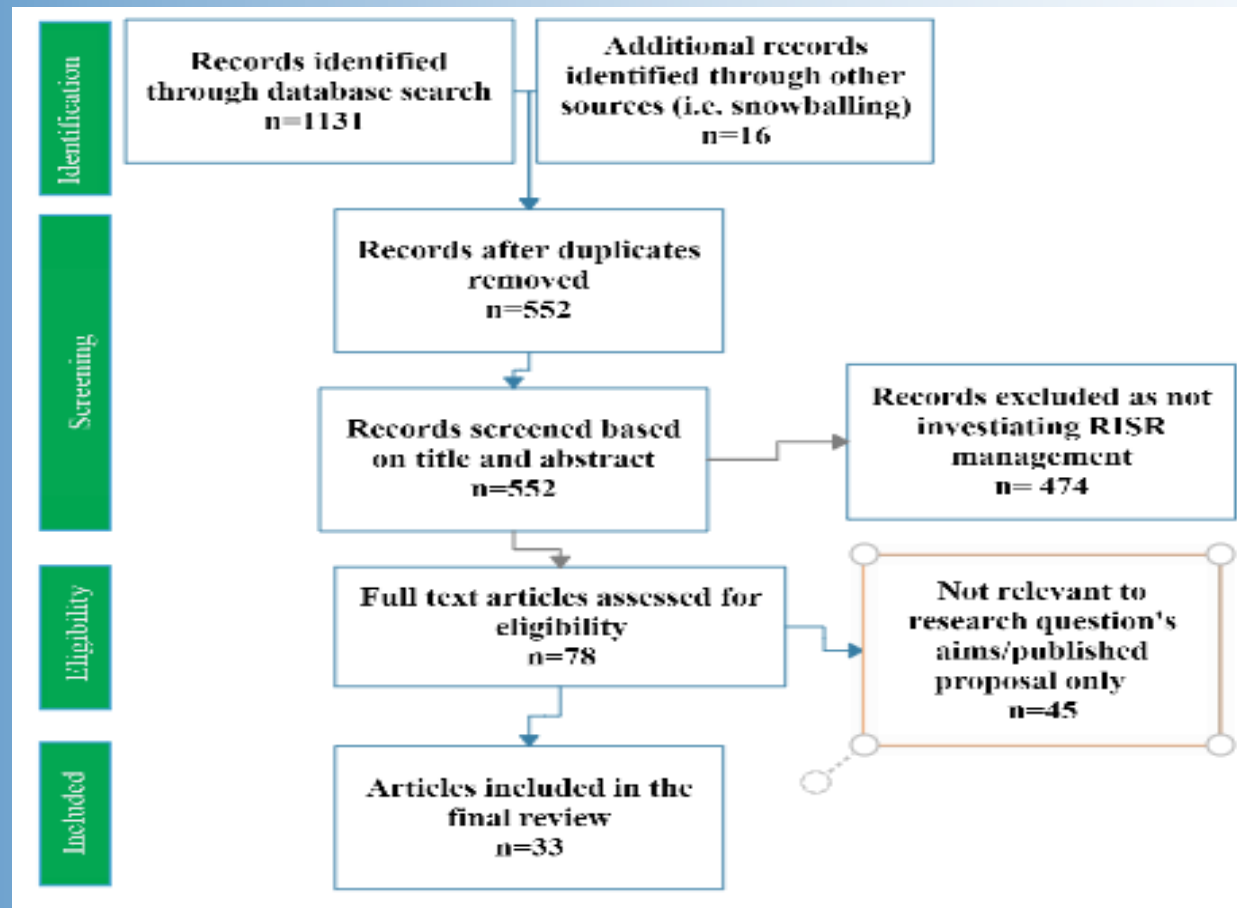 Identification
Records identified
through database search
n=1131
Additional records
identified through other
sources (i.e. snowballing)
n=16
Screening
Records after duplicates
removed
n=552
Records screened based
on title and abstract
n=552
Records excluded as not
investiating RISR
management
n= 474
Eligibility
Full text articles assessed for
eligibility
n=78
Not relevant to
research question's
aims/published
proposal only
n=45
Included
Articles included in the
final review
n=33